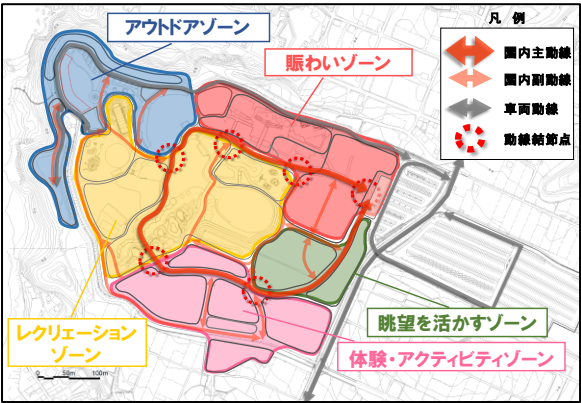 アウトドアゾーン
賑わいゾーン
凡 例
園内主動線
園内副動線
車両動線
動線結節点
レクリェーション
ゾーン
眺望を活かすゾーン
体験・アクティビティゾーン
0 50m 100m